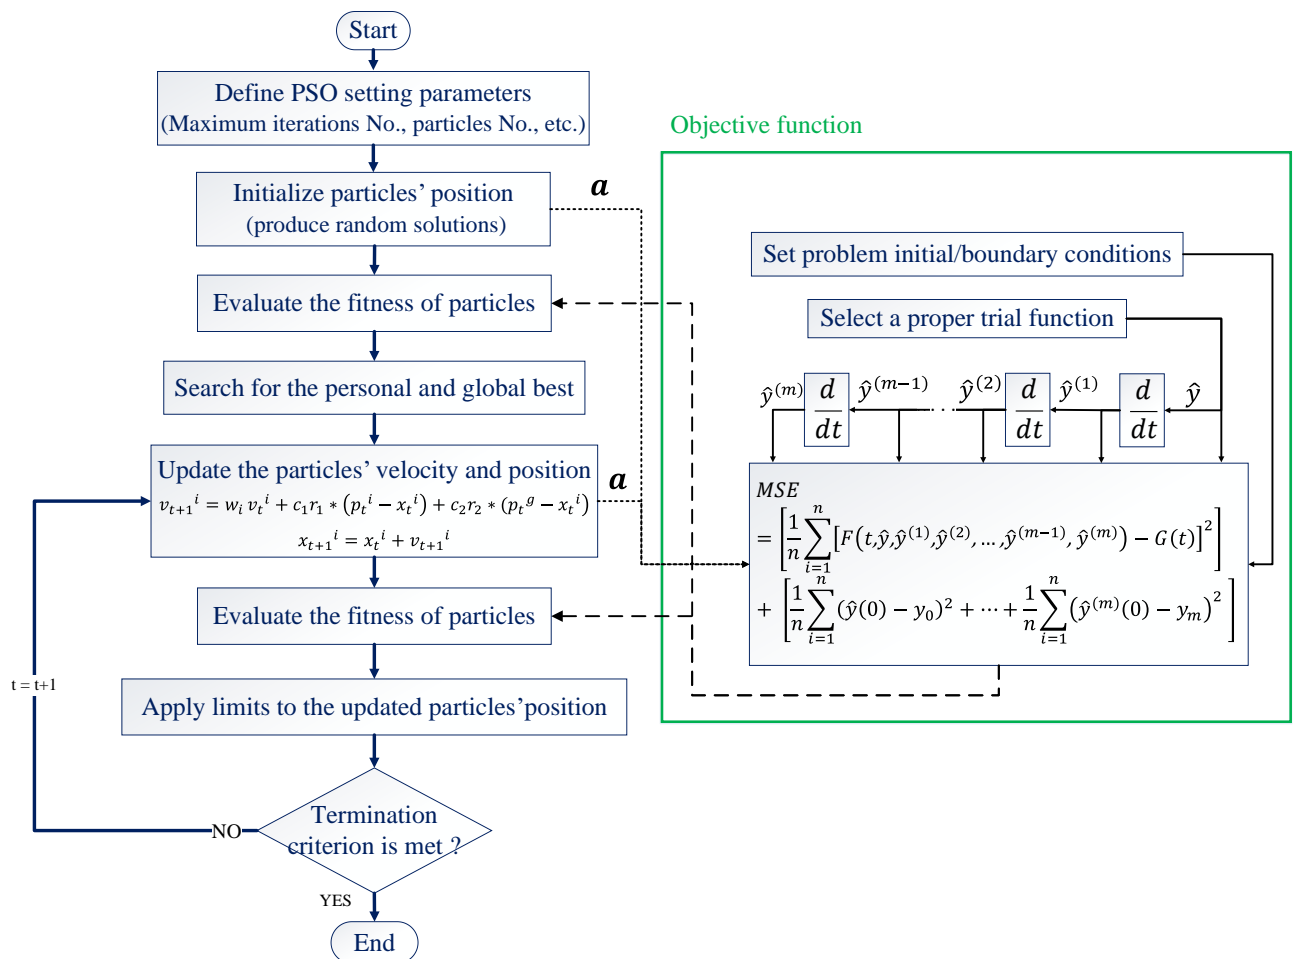 Start
Define PSO setting parameters
(Maximum iterations No., particles No., etc.)
Initialize particles' position
(produce random solutions)
a
Evaluate the fitness of particles
Search for the personal and global best
Update the particles' velocity and position
v_{t+1}^i = w_i v_t^i + c_1 r_1 * (p_t^i − x_t^i) + c_2 r_2 * (p_t^g − x_t^i)
x_{t+1}^i = x_t^i + v_{t+1}^i
a
Evaluate the fitness of particles
t = t+1
Apply limits to the updated particles'position
Termination
criterion is met ?
NO
YES
End
Objective function
Set problem initial/boundary conditions
Select a proper trial function
ŷ^{(m)} d/dt ŷ^{(m−1)} ... ŷ^{(2)} d/dt ŷ^{(1)} d/dt ŷ
MSE
= [1/n ∑_{i=1}^{n} [F(t,ŷ,ŷ^{(1)},ŷ^{(2)}, … ,ŷ^{(m−1)}, ŷ^{(m)}) − G(t)]^2]
+ [1/n ∑_{i=1}^{n} (ŷ(0) − y_0)^2 + ⋯ + 1/n ∑_{i=1}^{n} (ŷ^{(m)}(0) − y_m)^2]